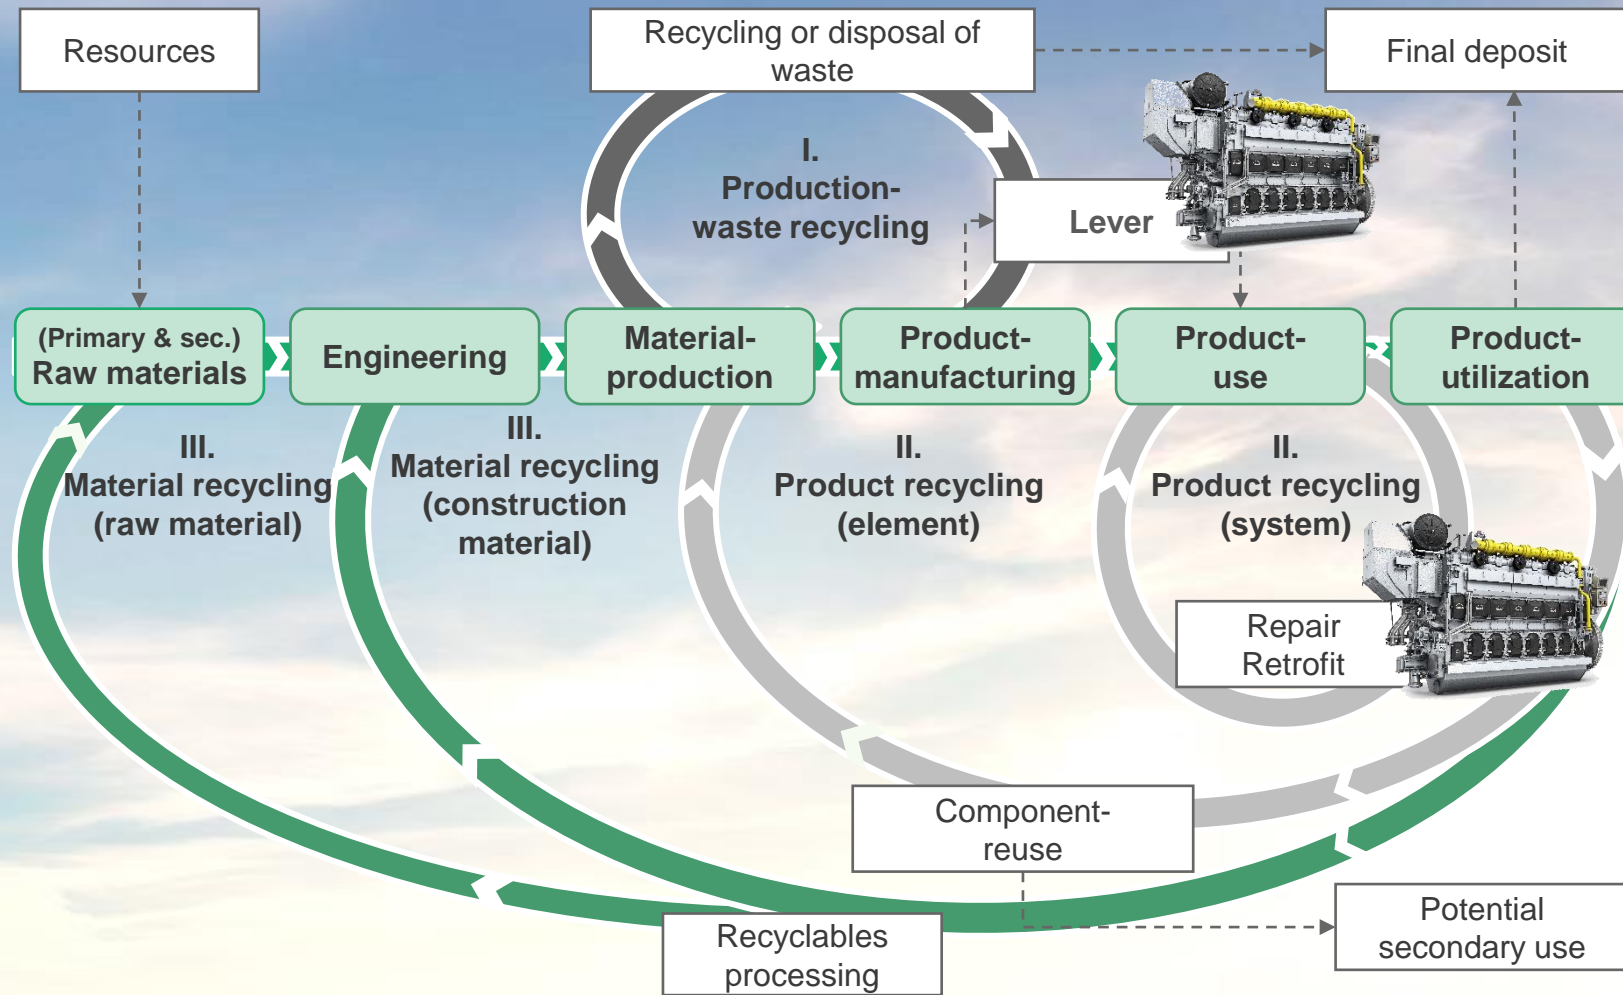 Resources
Recycling or disposal of
waste
Final deposit
I.
Production-
waste recycling
Lever
(Primary & sec.)
Raw materials
Engineering
Material-
production
Product-
manufacturing
Product-
use
Product-
utilization
III.
Material recycling
(raw material)
III.
Material recycling
(construction
material)
II.
Product recycling
(element)
II.
Product recycling
(system)
Repair
Retrofit
Component-
reuse
Recyclables
processing
Potential
secondary use